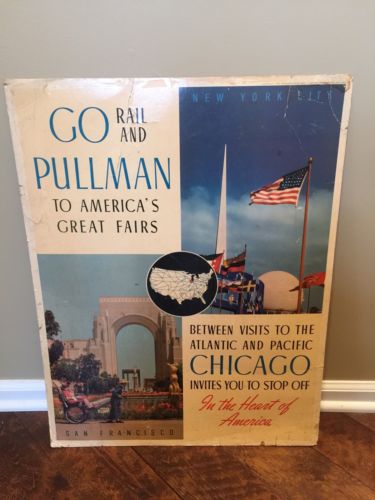 GO RAIL AND
PULLMAN
TO AMERICA'S
GREAT FAIRS
NEW YORK CITY
SAN FRANCISCO
BETWEEN VISITS TO THE
ATLANTIC AND PACIFIC
CHICAGO
INVITES YOU TO STOP OFF
In the Heart of
America